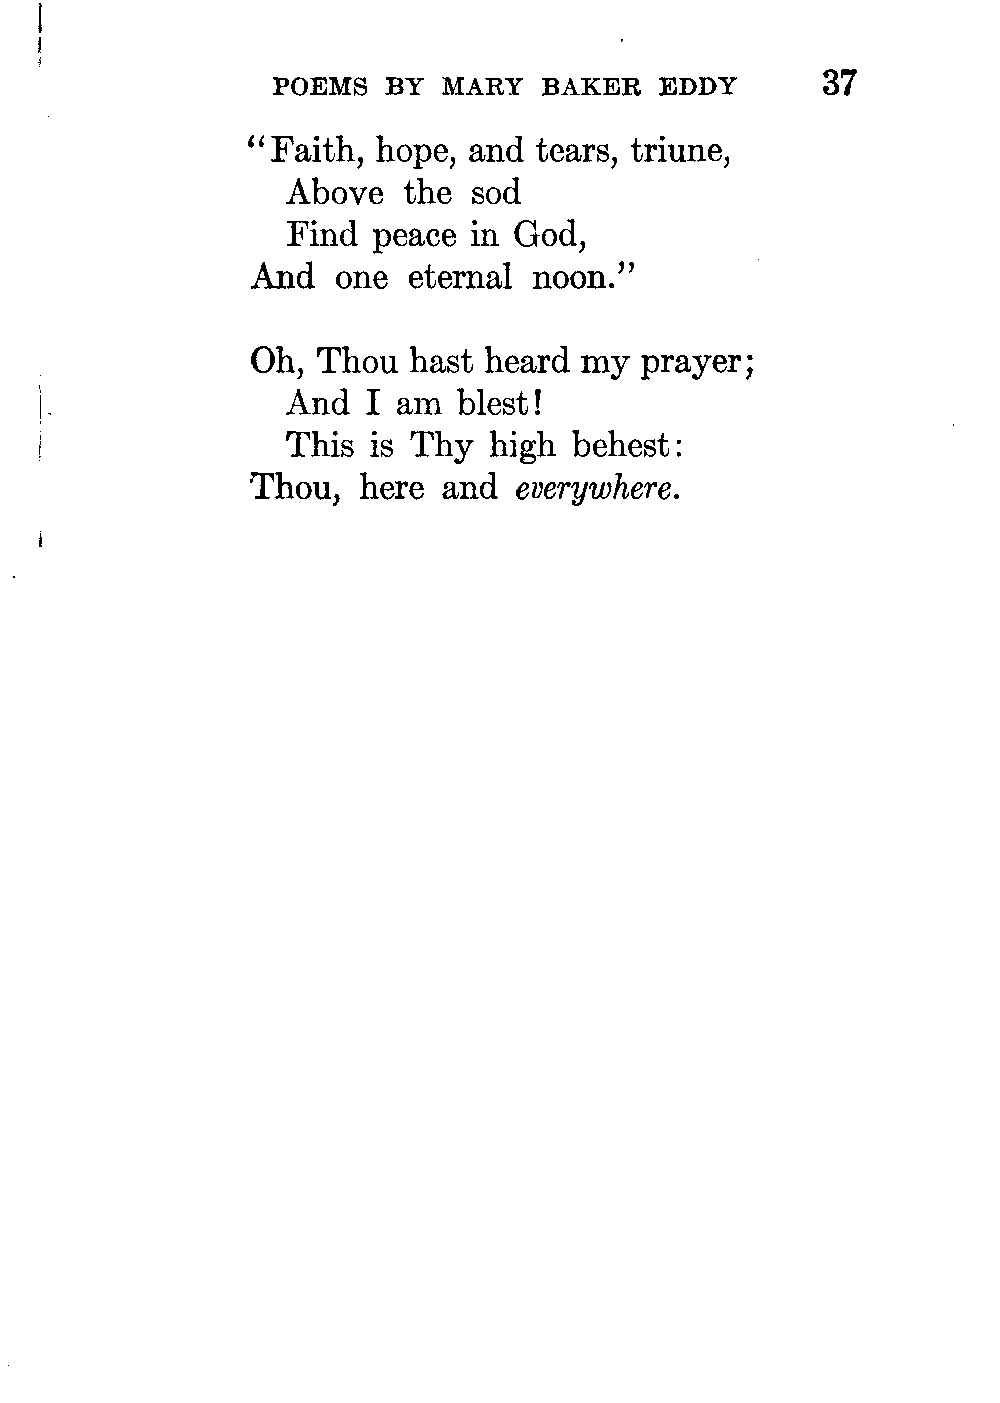 POEMS BY MARY BAKER EDDY 37
“Faith, hope, and tears, triune,
Above the sod
Find peace in God,
And one eternal noon.”
Oh, Thou hast heard my prayer;
And I am blest!
This is Thy high behest:
Thou, here and everywhere.